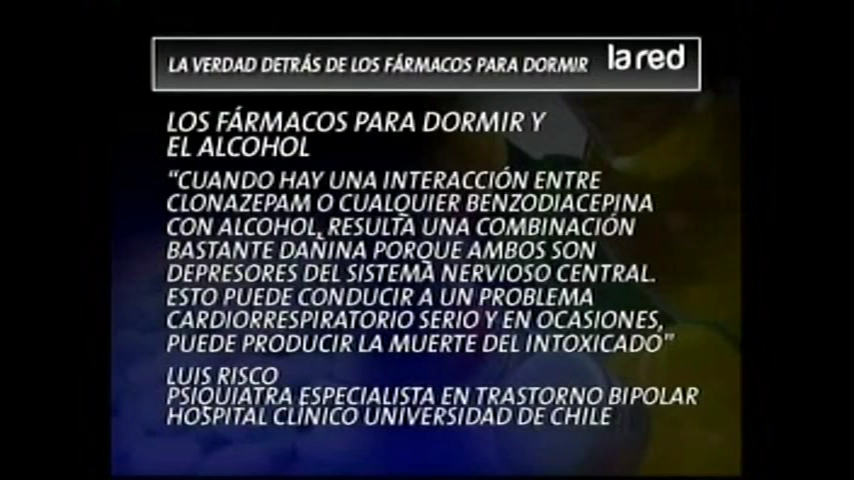 LA VERDAD DETRÁS DE LOS FÁRMACOS PARA DORMIR la red
LOS FÁRMACOS PARA DORMIR Y
EL ALCOHOL
“CUANDO HAY UNA INTERACCIÓN ENTRE
CLONAZEPAM O CUALQUIER BENZODIACEPINA
CON ALCOHOL, RESULTA UNA COMBINACIÓN
BASTANTE DAÑINA PORQUE AMBOS SON
DEPRESORES DEL SISTEMA NERVIOSO CENTRAL.
ESTO PUEDE CONDUCIR A UN PROBLEMA
CARDIORRESPIRATORIO SERIO Y EN OCASIONES,
PUEDE PRODUCIR LA MUERTE DEL INTOXICADO”
LUIS RISCO
PSIQUIATRA ESPECIALISTA EN TRASTORNO BIPOLAR
HOSPITAL CLÍNICO UNIVERSIDAD DE CHILE